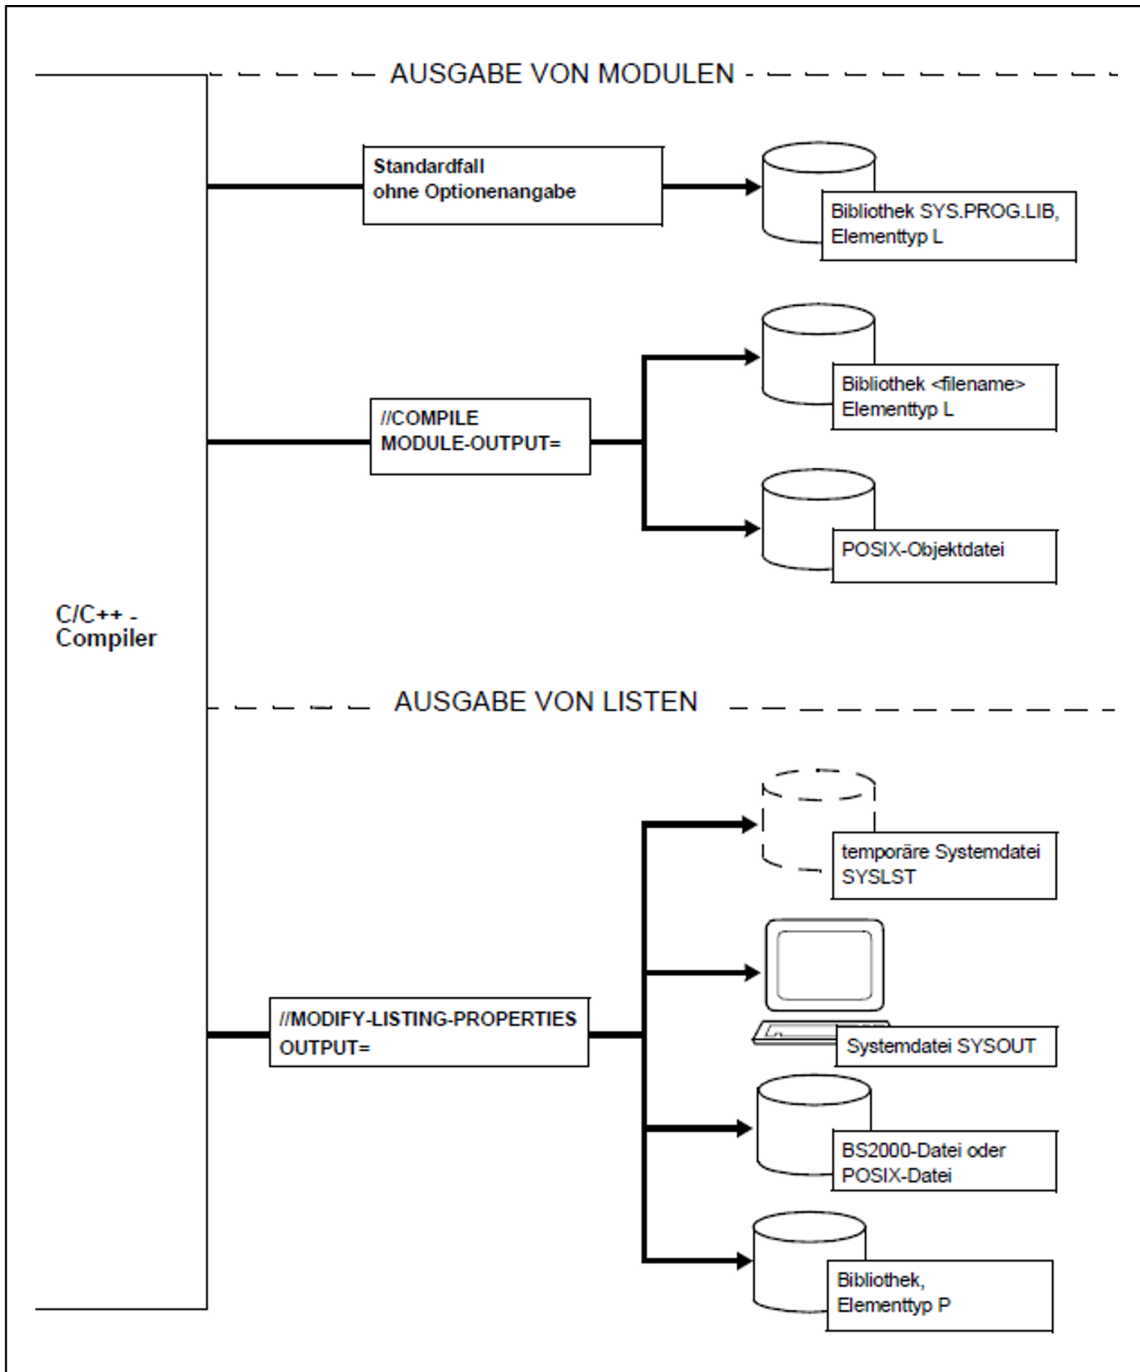 AUSGABE VON MODULEN
Standardfall
ohne Optionenangabe
Bibliothek SYS.PROG.LIB,
Elementtyp L
Bibliothek <filename>
Elementtyp L
//COMPILE
MODULE-OUTPUT=
POSIX-Objektdatei
C/C++ -
Compiler
AUSGABE VON LISTEN
temporäre Systemdatei
SYSLST
//MODIFY-LISTING-PROPERTIES
OUTPUT=
Systemdatei SYSOUT
BS2000-Datei oder
POSIX-Datei
Bibliothek,
Elementtyp P